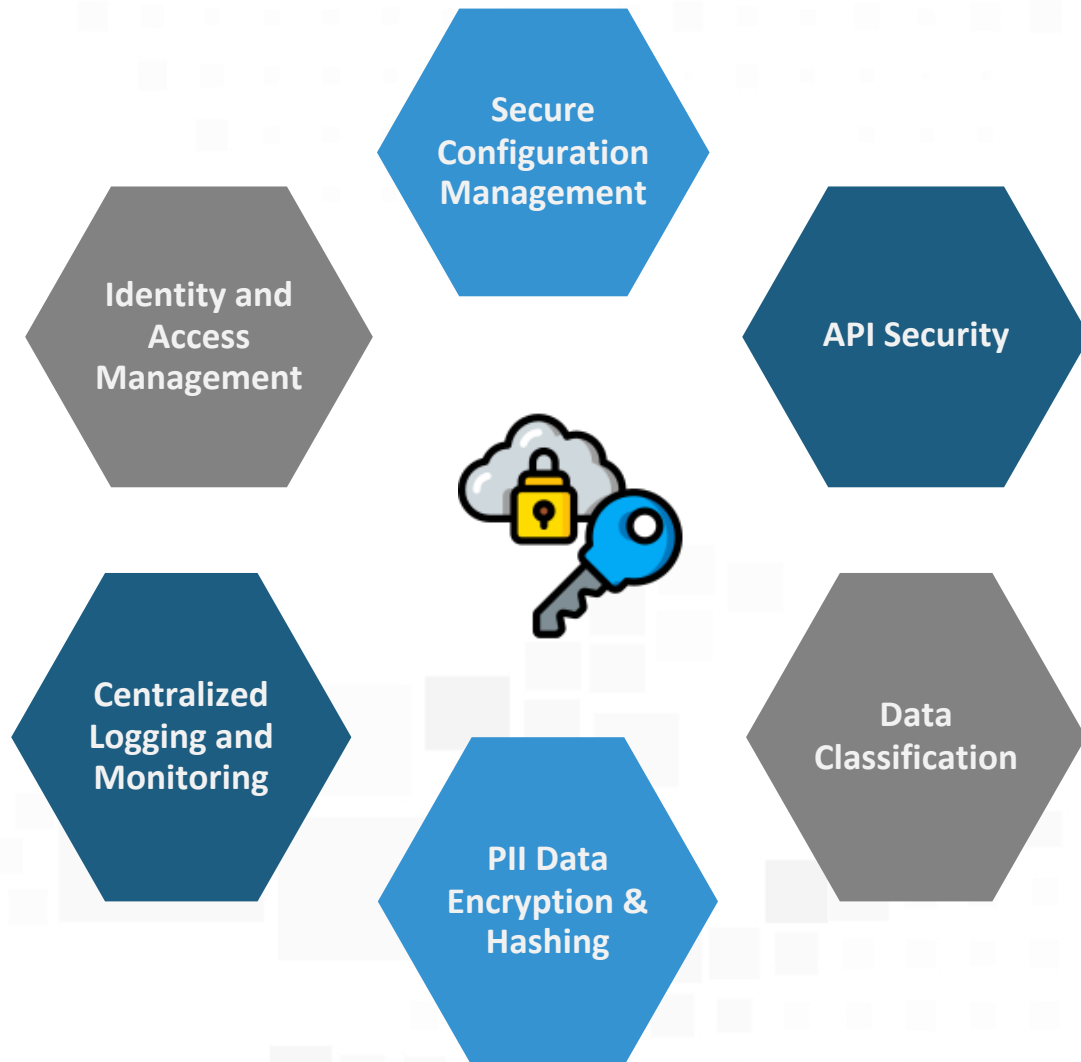 Secure
Configuration
Management
Identity and
Access
Management
API Security
Centralized
Logging and
Monitoring
Data
Classification
PII Data
Encryption &
Hashing